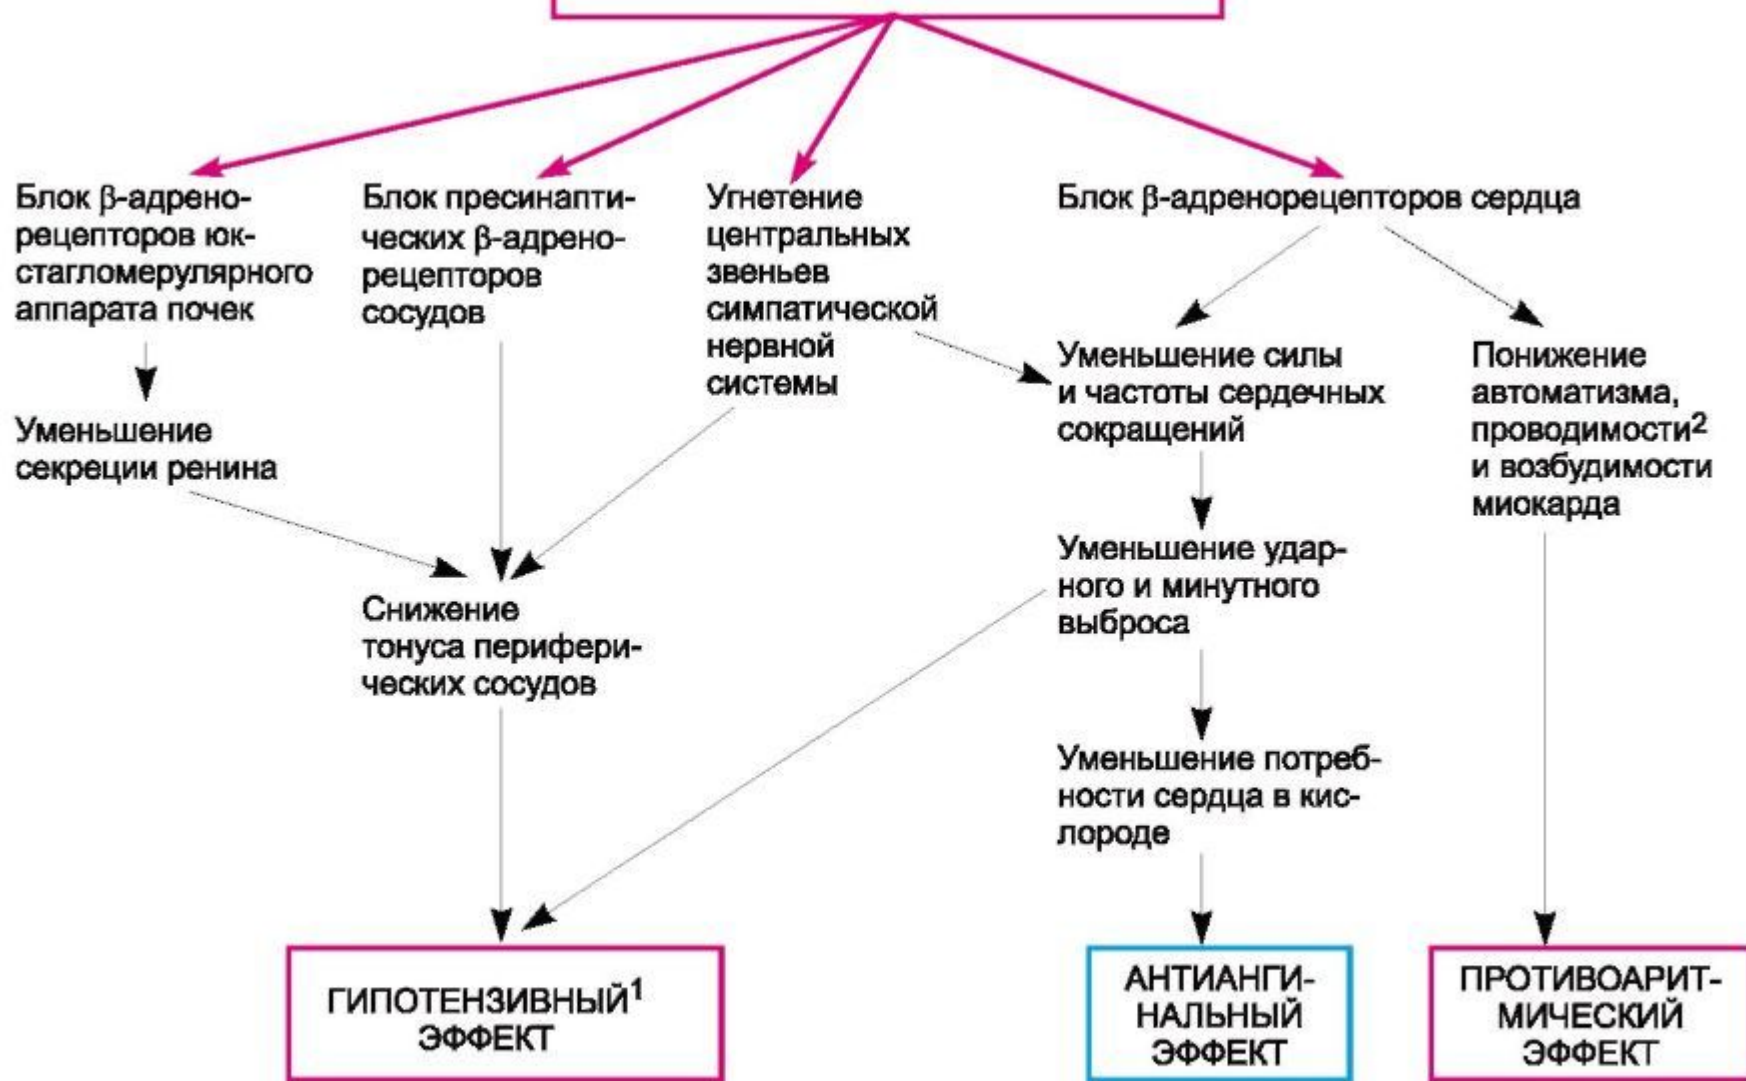 Блок β-адрено-
рецепторов юк-
стагломерулярного
аппарата почек
Блок пресинапти-
ческих β-адрено-
рецепторов
сосудов
Угнетение
центральных
звеньев
симпатической
нервной
системы
Блок β-адренорецепторов сердца
Уменьшение
секреции ренина
Уменьшение силы
и частоты сердечных
сокращений
Понижение
автоматизма,
проводимости2
и возбудимости
миокарда
Снижение
тонуса перифери-
ческих сосудов
Уменьшение удар-
ного и минутного
выброса
Уменьшение потреб-
ности сердца в кис-
лороде
ГИПОТЕНЗИВНЫЙ1
ЭФФЕКТ
АНТИАНГИ-
НАЛЬНЫЙ
ЭФФЕКТ
ПРОТИВОАРИТ-
МИЧЕСКИЙ
ЭФФЕКТ